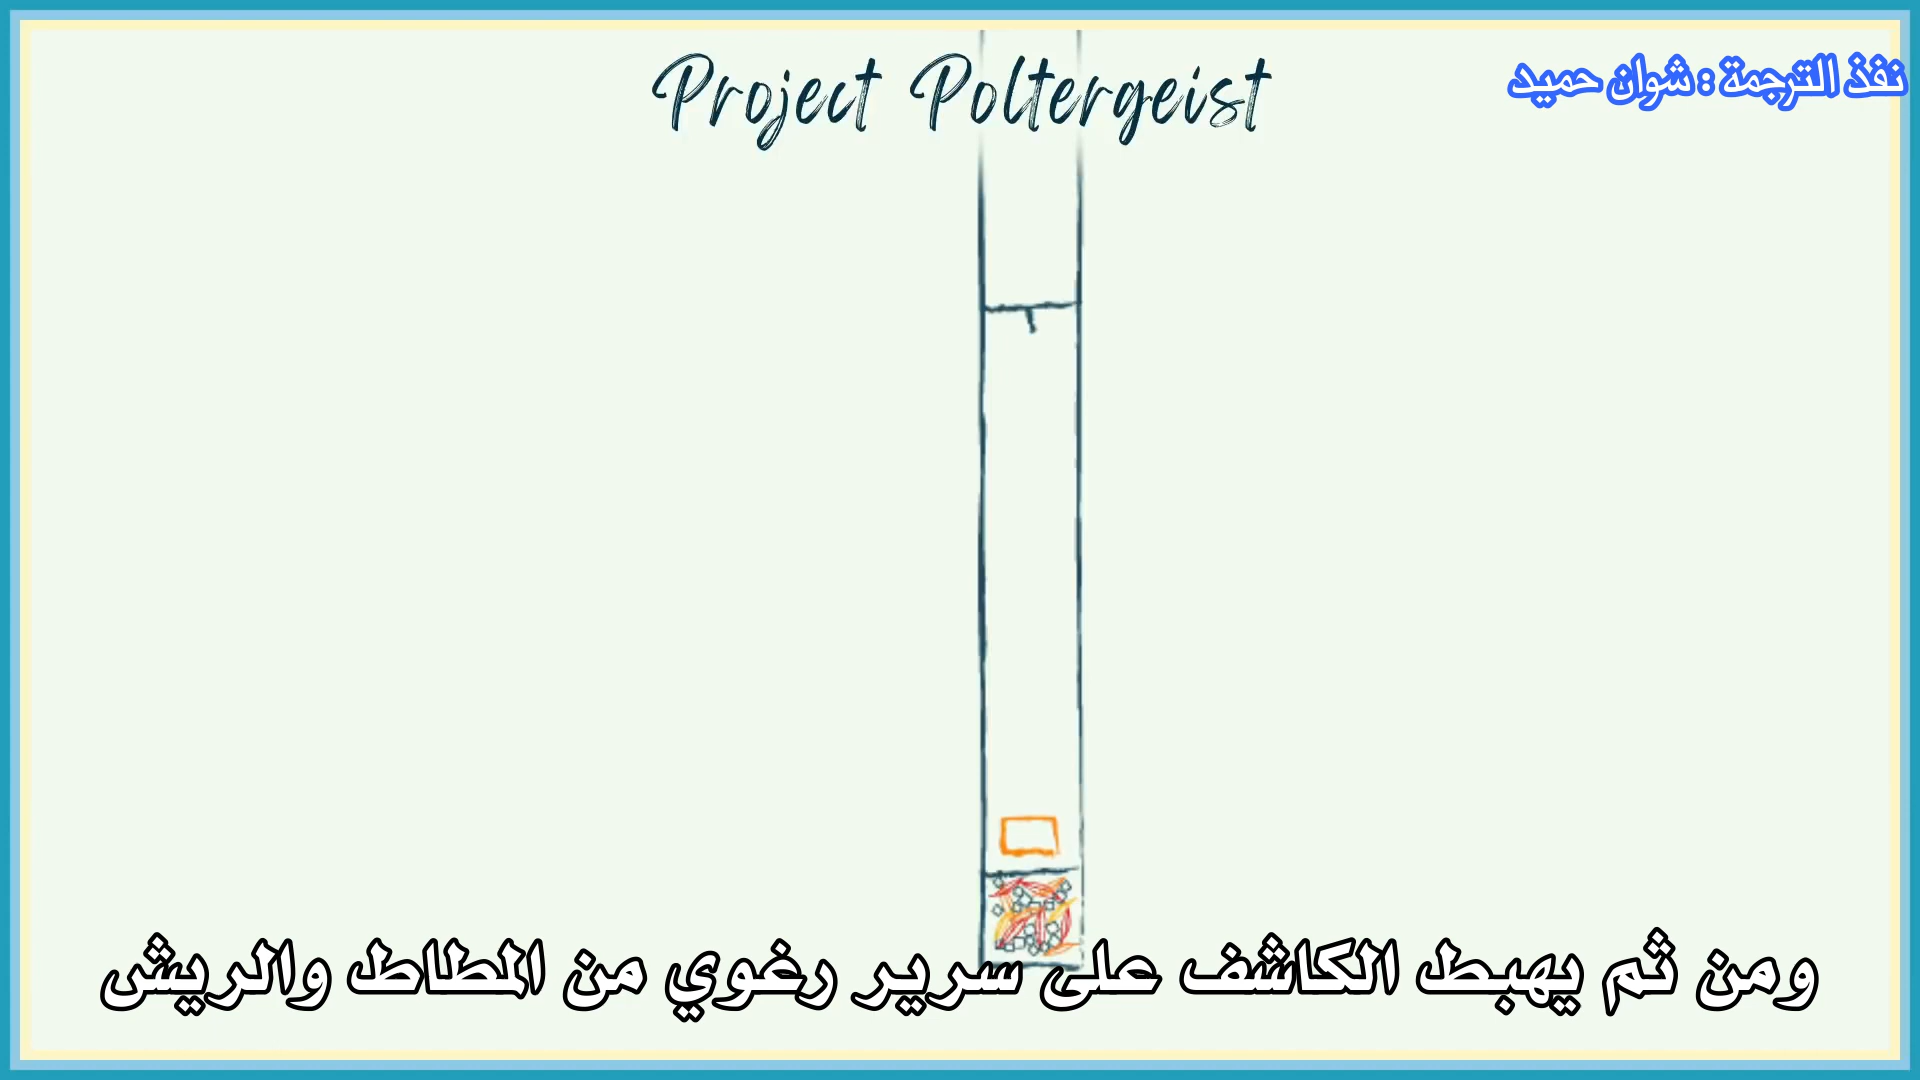 Project Poltergeist
نفذ الترجمة : شوان حميد
ومن ثم يهبط الكاشف على سرير رغوي من المطاط والريش